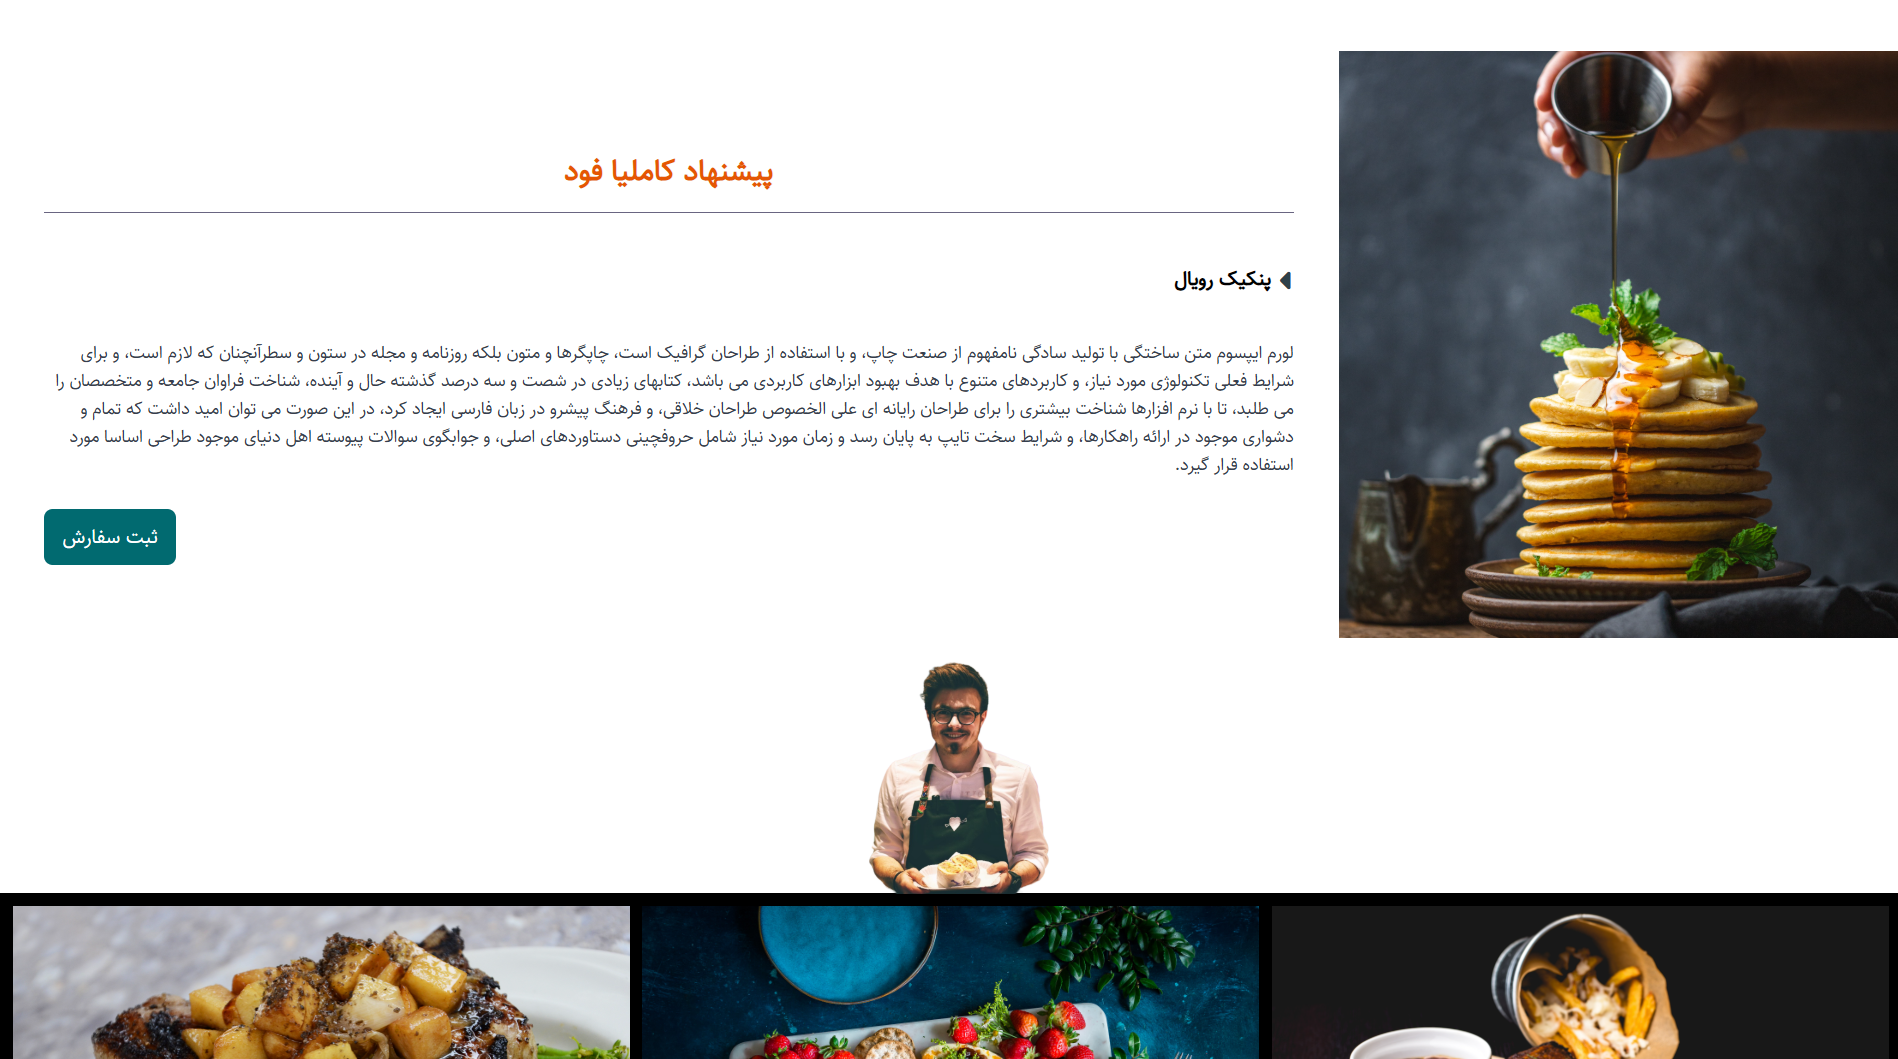 پیشنهاد کاملیا فود
پنکیک رویال
لورم ایپسوم متن ساختگی با تولید سادگی نامفهوم از صنعت چاپ، و با استفاده از طراحان گرافیک است، چاپگرها و متون بلکه روزنامه و مجله در ستون و سطرآنچنان که لازم است، و برای
شرایط فعلی تکنولوژی مورد نیاز، و کاربردهای متنوع با هدف بهبود ابزارهای کاربردی می باشد، کتابهای زیادی در شصت و سه درصد گذشته حال و آینده، شناخت فراوان جامعه و متخصصان را
می طلبد، تا با نرم افزارها شناخت بیشتری را برای طراحان رایانه ای علی الخصوص طراحان خلاقی، و فرهنگ پیشرو در زبان فارسی ایجاد کرد، در این صورت می توان امید داشت که تمام و
دشواری موجود در ارائه راهکارها، و شرایط سخت تایپ به پایان رسد و زمان مورد نیاز شامل حروفچینی دستاوردهای اصلی، و جوابگوی سوالات پیوسته اهل دنیای موجود طراحی اساسا مورد
استفاده قرار گیرد.
ثبت سفارش